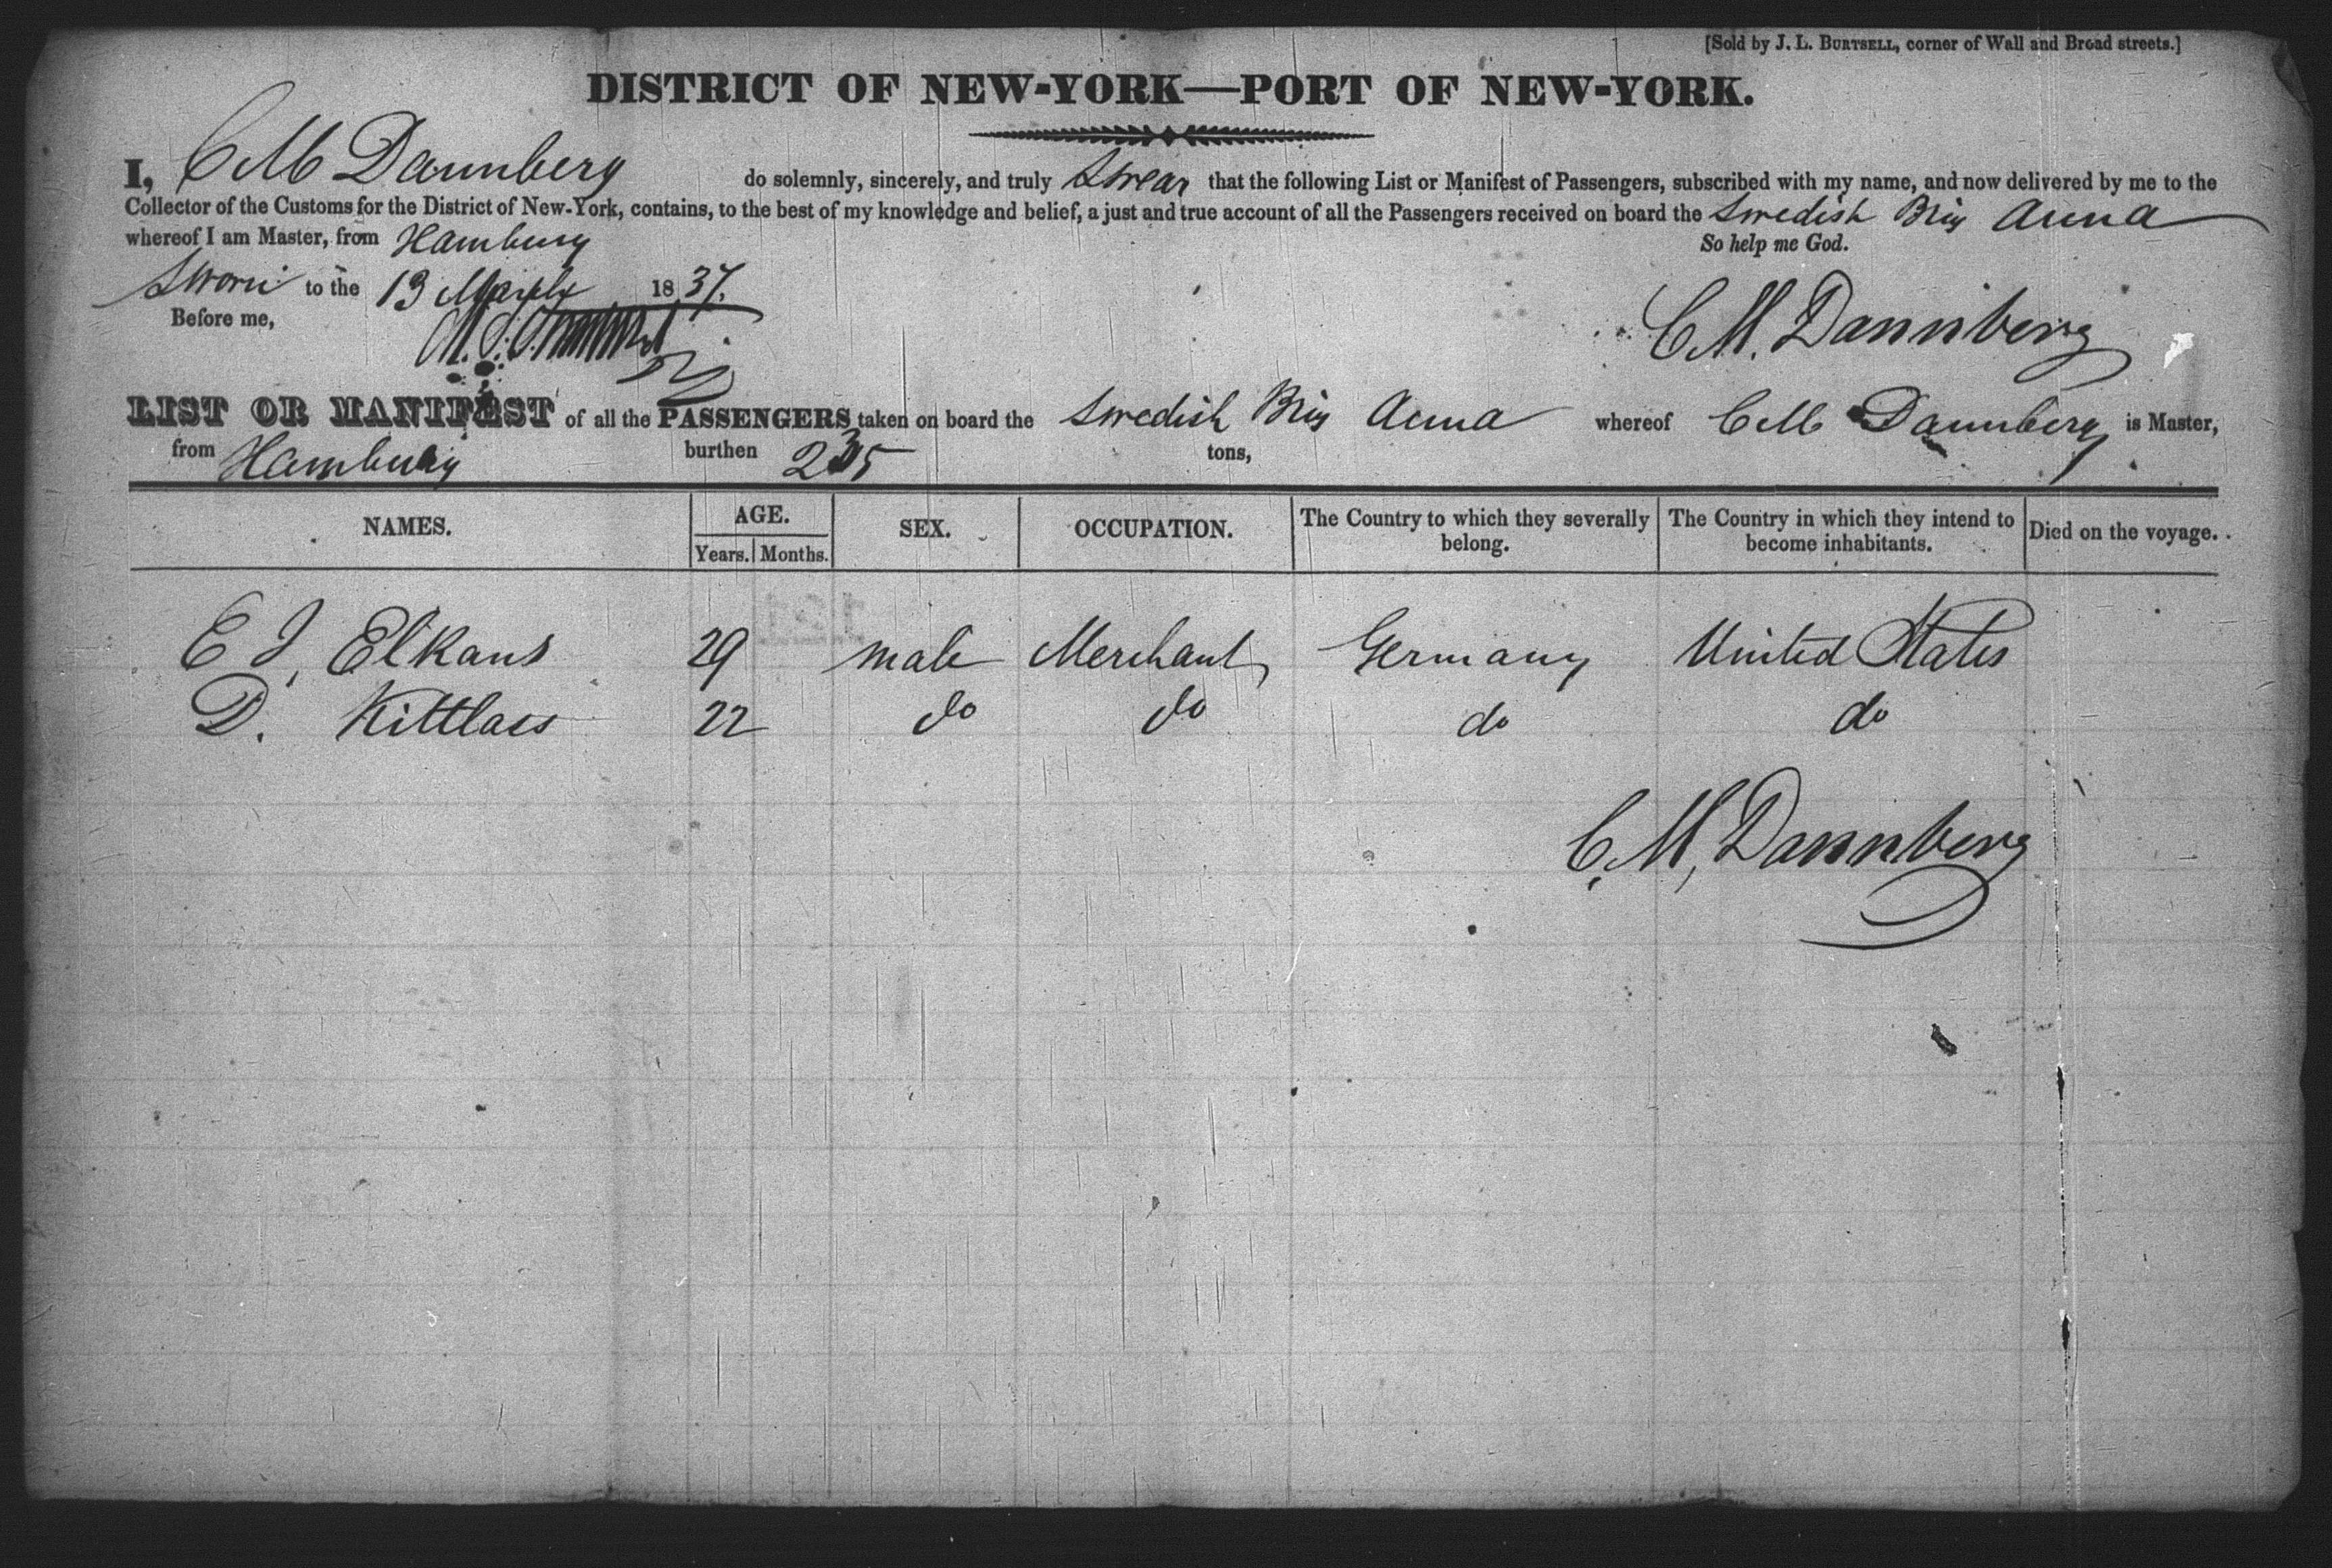 [Sold by J. L. BURTSELL, corner of Wall and Broad streets.]
DISTRICT OF NEW-YORK—PORT OF NEW-YORK.
I, C M Dannberg do solemnly, sincerely, and truly Swear that the following List or Manifest of Passengers, subscribed with my name, and now delivered by me to the
Collector of the Customs for the District of New-York, contains, to the best of my knowledge and belief, a just and true account of all the Passengers received on board the Swedish Brig Anna
whereof I am Master, from Hamburg So help me God.
Sworn to the 13 March 1837.
Before me,
C M. Dannberg
LIST OR MANIFEST of all the PASSENGERS taken on board the Swedish Brig Anna whereof C M Dannberg is Master,
from Hamburg burthen 235 tons,
NAMES. AGE. Years. Months. SEX. OCCUPATION. The Country to which they severally belong. The Country in which they intend to become inhabitants. Died on the voyage.
E J. Elkans 29 male Merchant Germany United States
D. Kittlass 22 do do do do
C. M, Dannberg